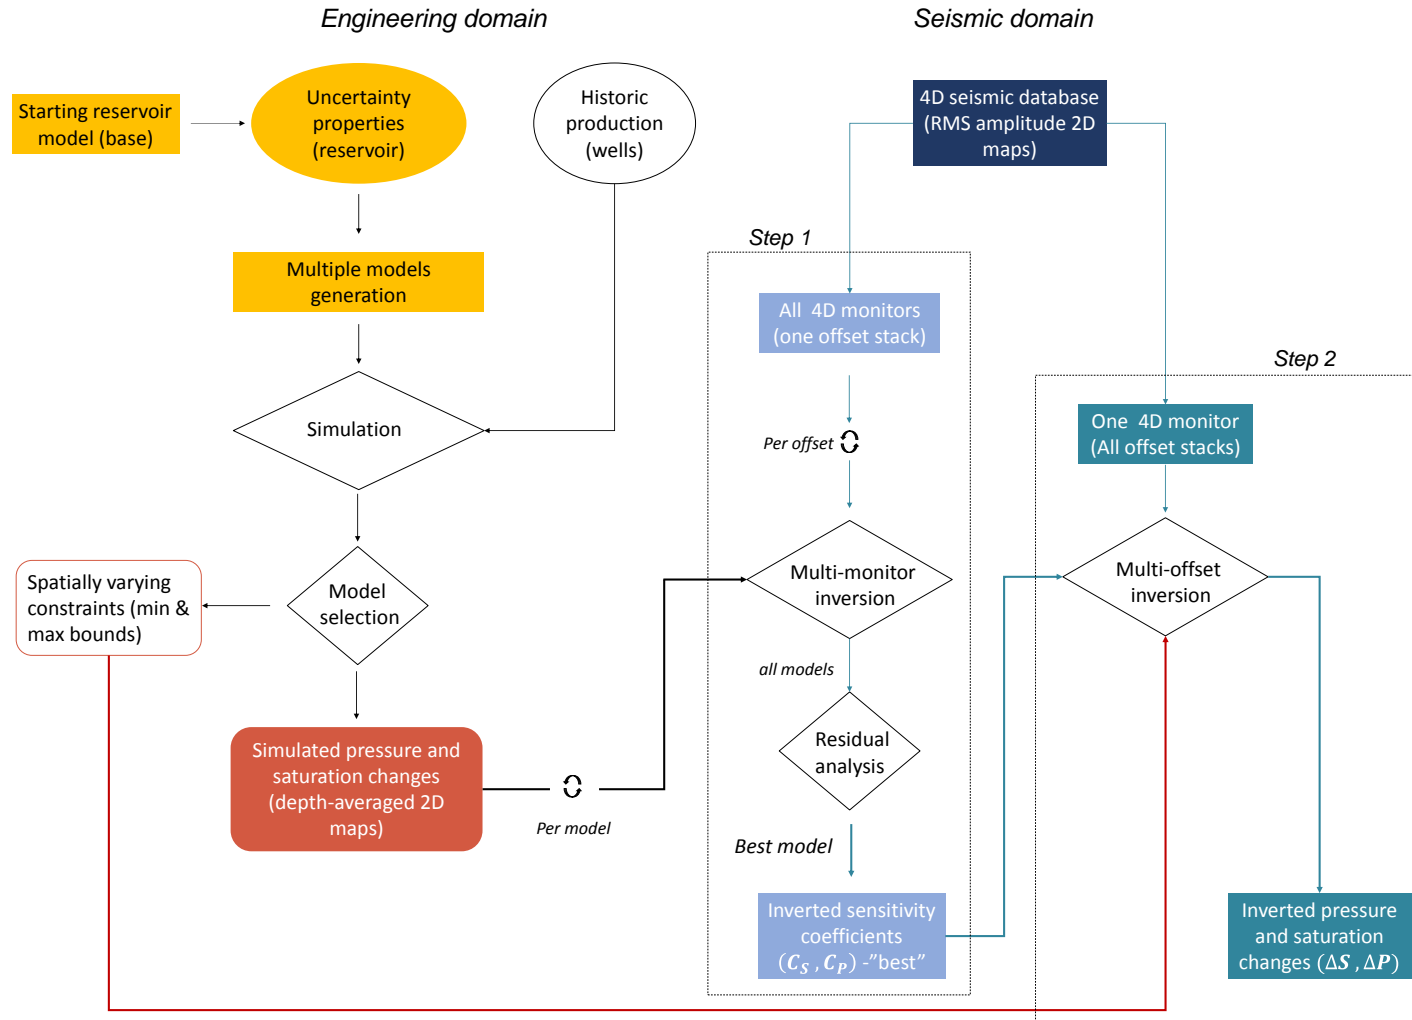 Engineering domain
Seismic domain
Starting reservoir
model (base)
Uncertainty
properties
(reservoir)
Historic
production
(wells)
4D seismic database
(RMS amplitude 2D
maps)
Multiple models
generation
Step 1
All 4D monitors
(one offset stack)
Step 2
Simulation
Per offset
One 4D monitor
(All offset stacks)
Spatially varying
constraints (min &
max bounds)
Model
selection
Multi-monitor
inversion
Multi-offset
inversion
all models
Simulated pressure and
saturation changes
(depth-averaged 2D
maps)
Per model
Residual
analysis
Best model
Inverted sensitivity
coefficients
(C_S , C_P) -”best”
Inverted pressure
and saturation
changes (ΔS , ΔP)